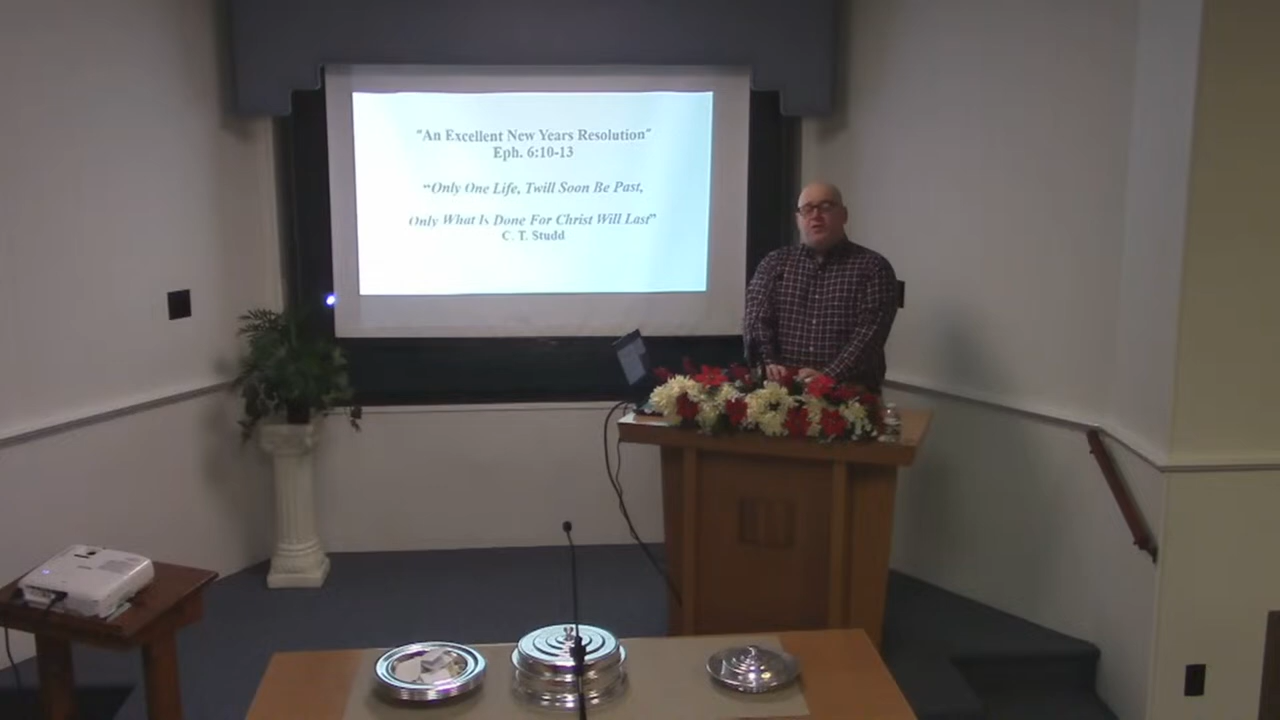 "An Excellent New Years Resolution"
Eph. 6:10-13
"Only One Life, Twill Soon Be Past,
Only What Is Done For Christ Will Last"
C. T. Studd